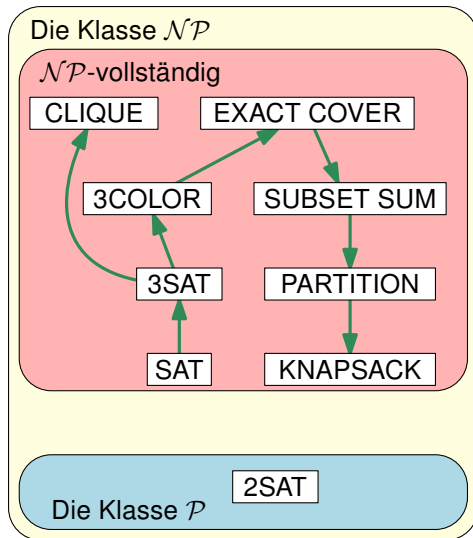 Die Klasse 𝒩𝒫
𝒩𝒫-vollständig
CLIQUE EXACT COVER
3COLOR SUBSET SUM
3SAT PARTITION
SAT KNAPSACK
2SAT
Die Klasse 𝒫